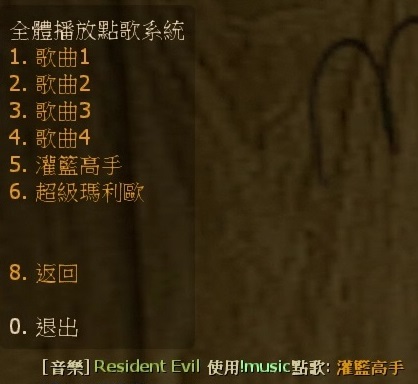 全體播放點歌系統
1. 歌曲1
2. 歌曲2
3. 歌曲3
4. 歌曲4
5. 灌籃高手
6. 超級瑪利歐
8. 返回
0. 退出
[音樂] Resident Evil 使用!music點歌: 灌籃高手